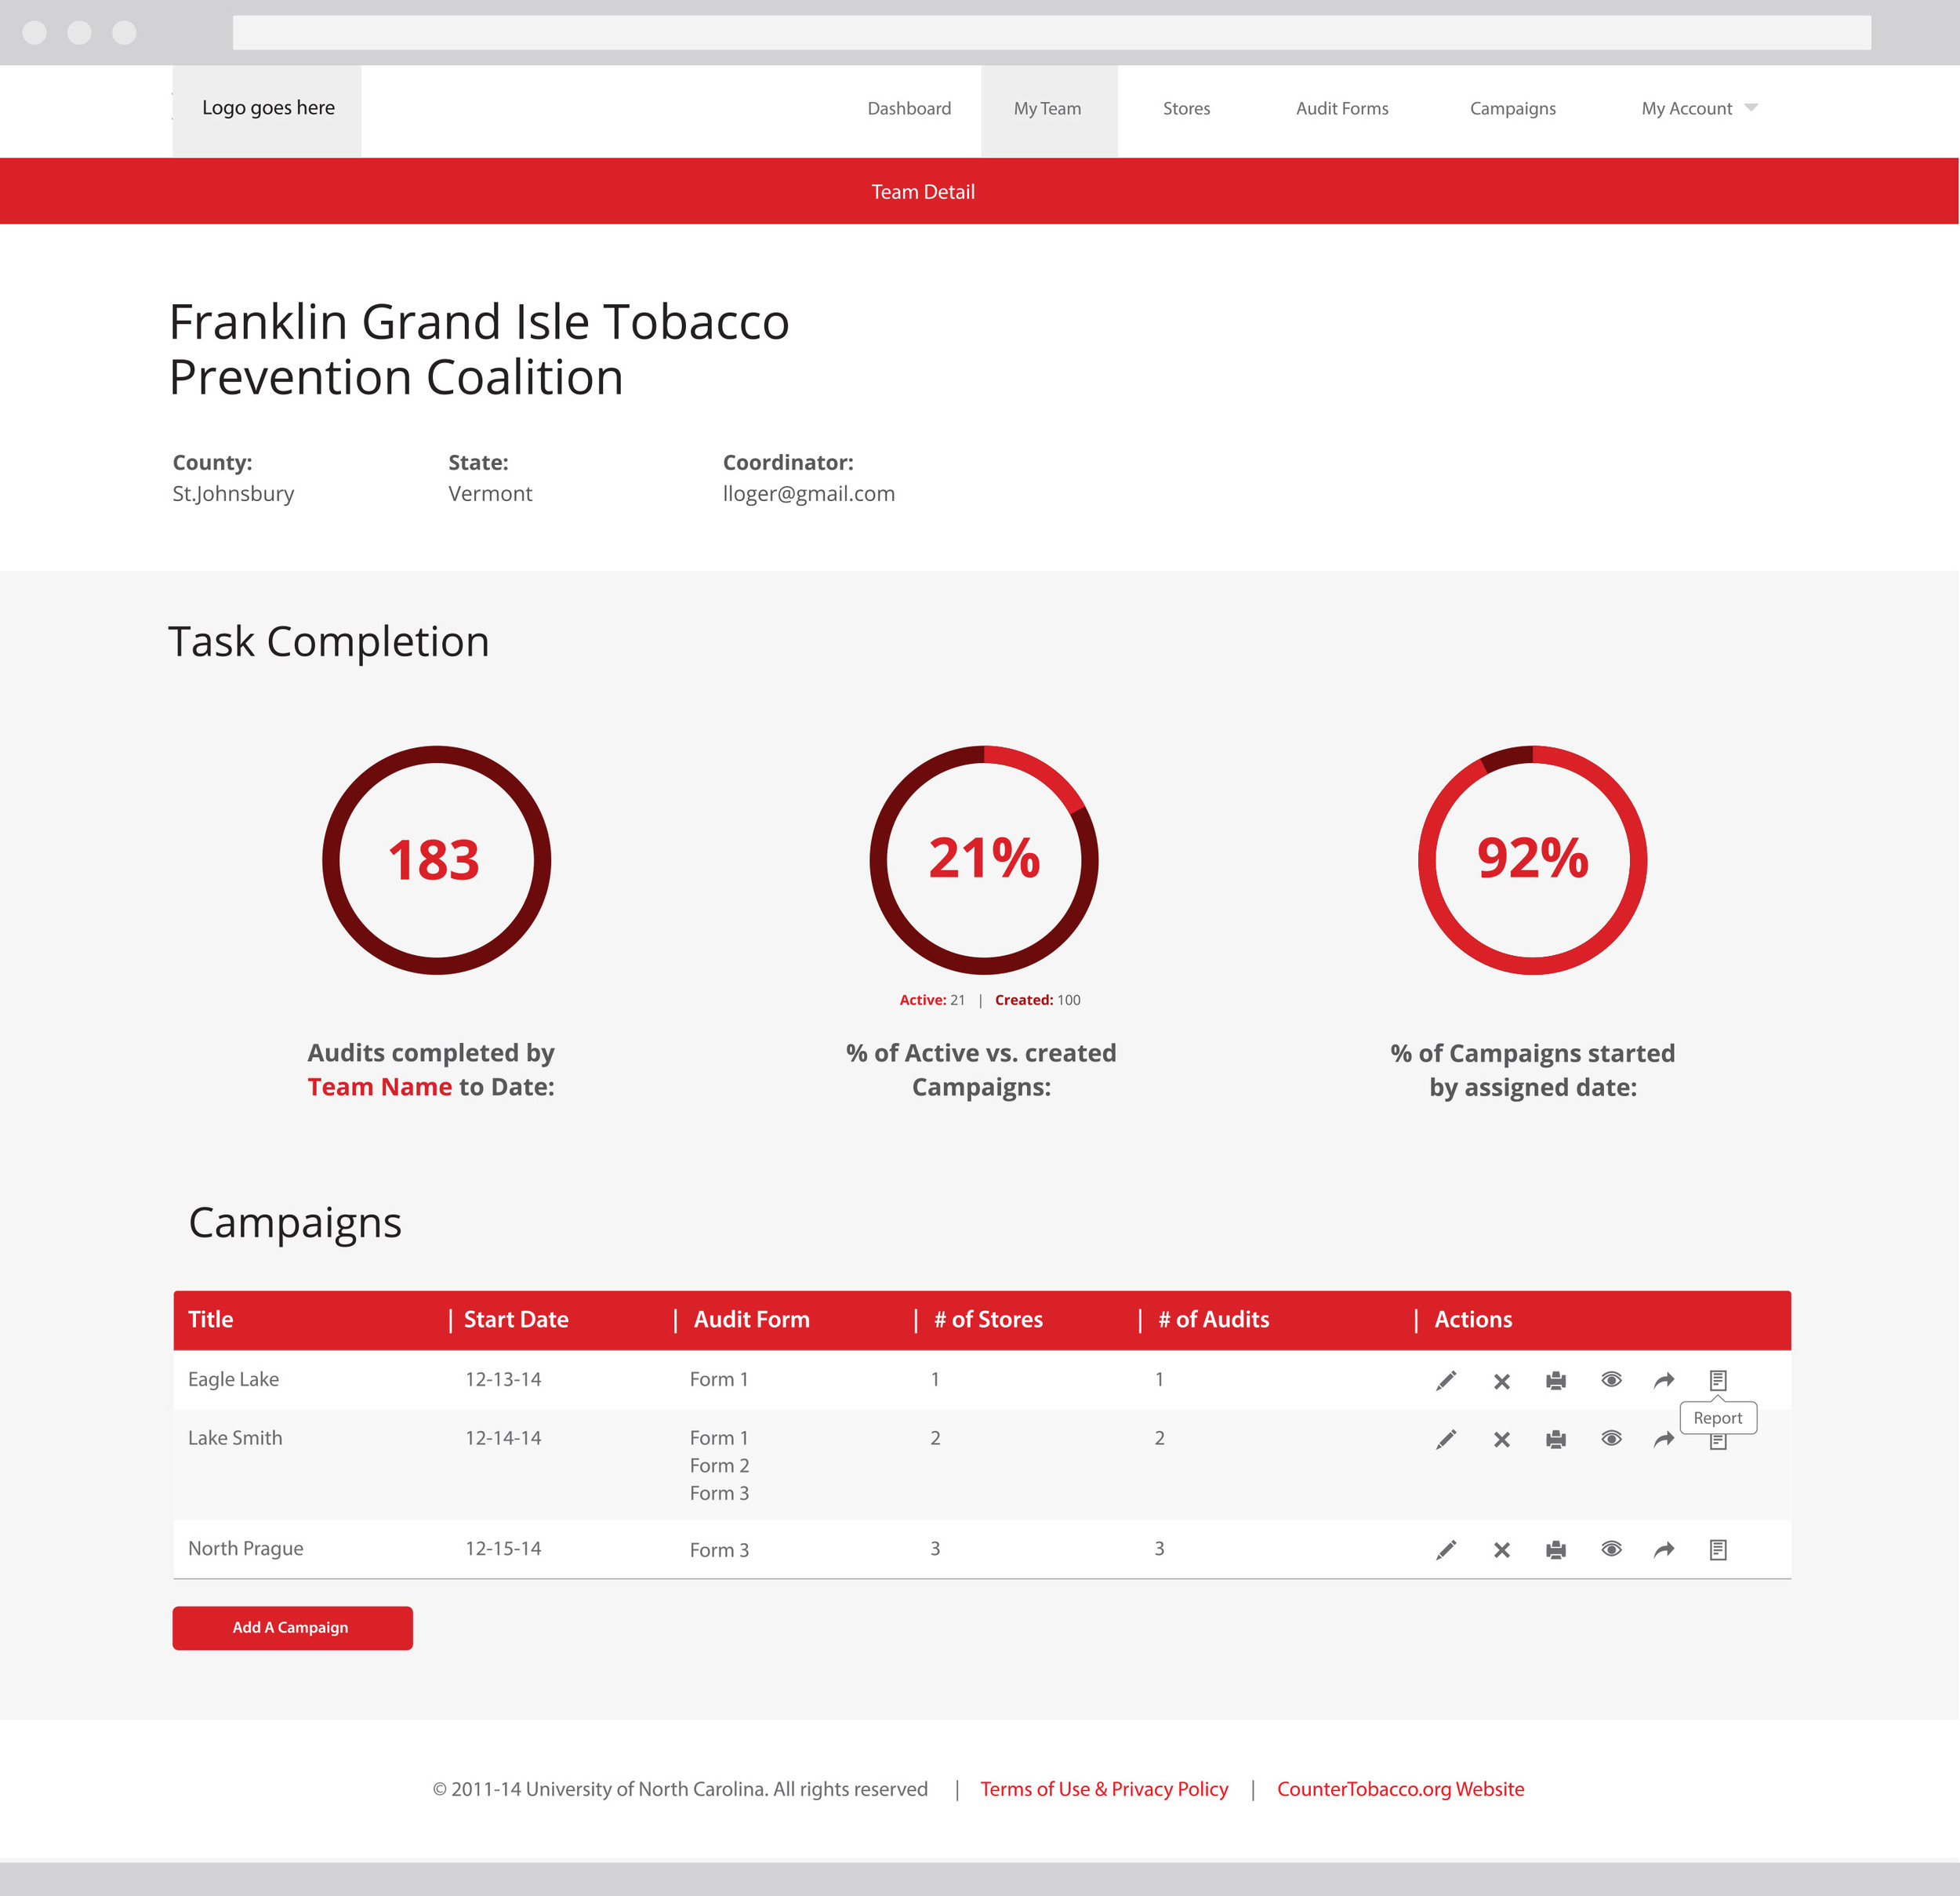 Logo goes here
Dashboard My Team Stores Audit Forms Campaigns My Account
Team Detail
Franklin Grand Isle Tobacco
Prevention Coalition
County: State: Coordinator:
St.Johnsbury Vermont lloger@gmail.com
Task Completion
183 21% 92%
Active: 21 | Created: 100
Audits completed by % of Active vs. created % of Campaigns started
Team Name to Date: Campaigns: by assigned date:
Campaigns
Title | Start Date | Audit Form | # of Stores | # of Audits | Actions
Eagle Lake 12-13-14 Form 1 1 1
Report
Lake Smith 12-14-14 Form 1 2 2
Form 2
Form 3
North Prague 12-15-14 Form 3 3 3
Add A Campaign
© 2011-14 University of North Carolina. All rights reserved | Terms of Use & Privacy Policy | CounterTobacco.org Website